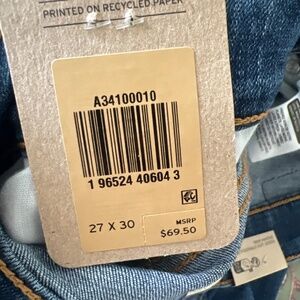 PRINTED ON RECYCLED PAPER
A34100010
1 96524 40604 3
27 X 30
MSRP
$69.50